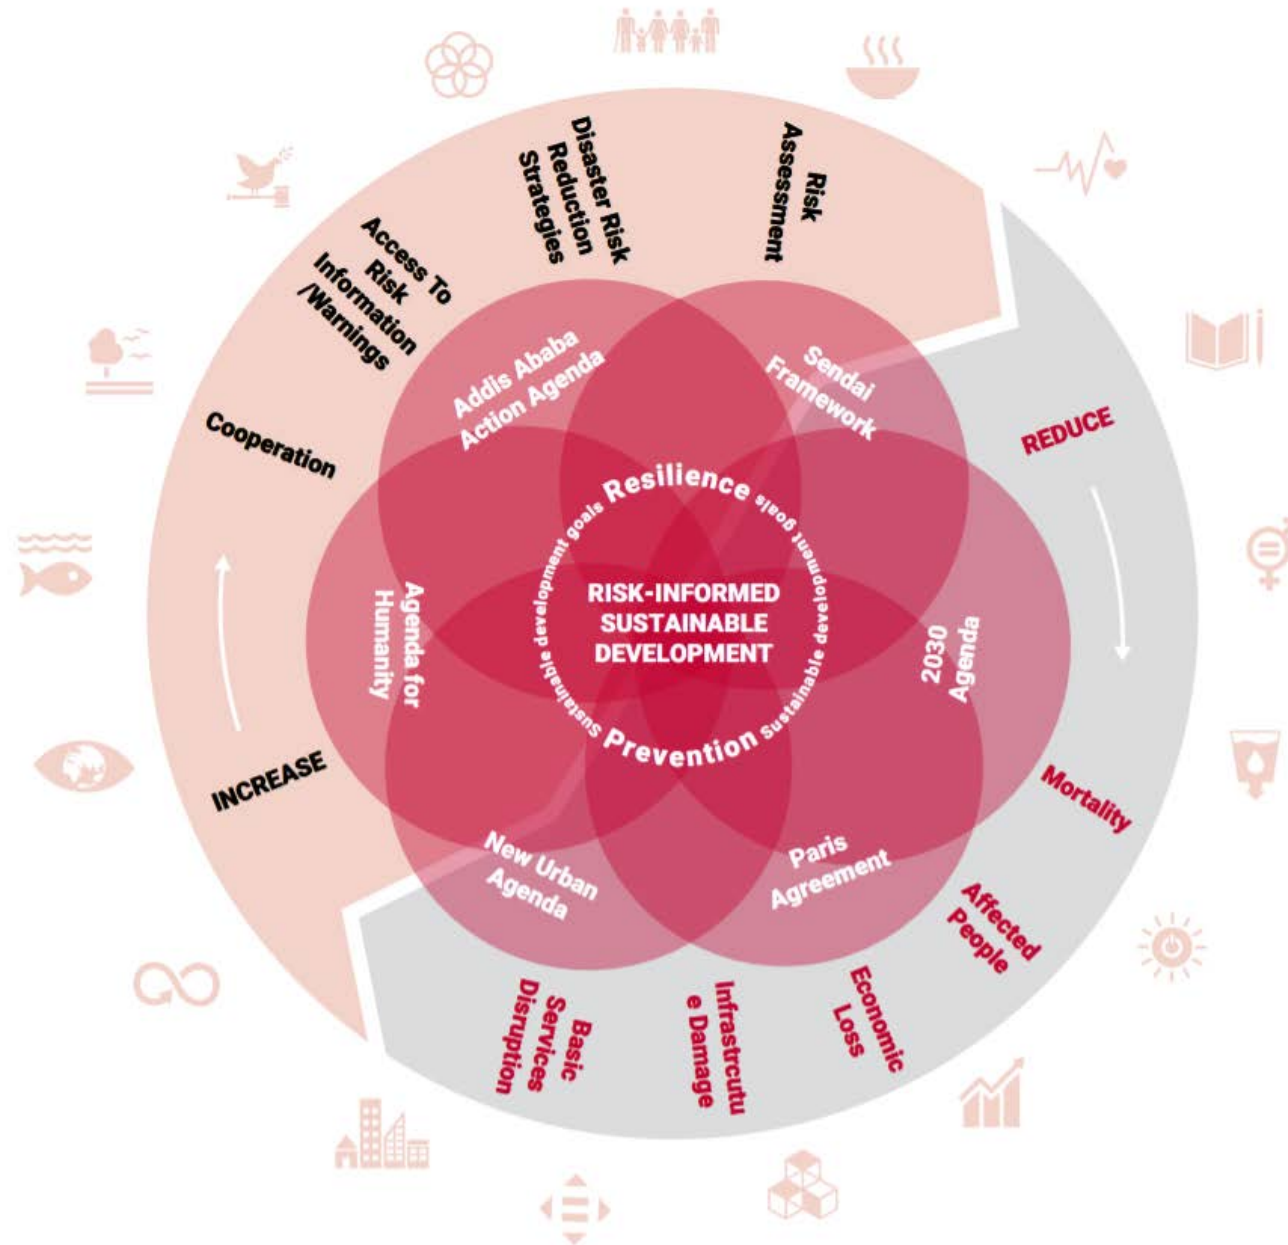 Disaster Risk
Reduction
Strategies
Risk
Assessment
Access To
Risk
Information
/Warnings
Cooperation
INCREASE
REDUCE
Mortality
Affected
People
Economic
Loss
Infrastrcutu
e Damage
Basic
Services
Disruption
Addis Ababa
Action Agenda
Sendai
Framework
2030
Agenda
Paris
Agreement
New Urban
Agenda
Agenda for
Humanity
Resilience
Sustainable development goals
Prevention
Sustainable development goals
RISK-INFORMED
SUSTAINABLE
DEVELOPMENT